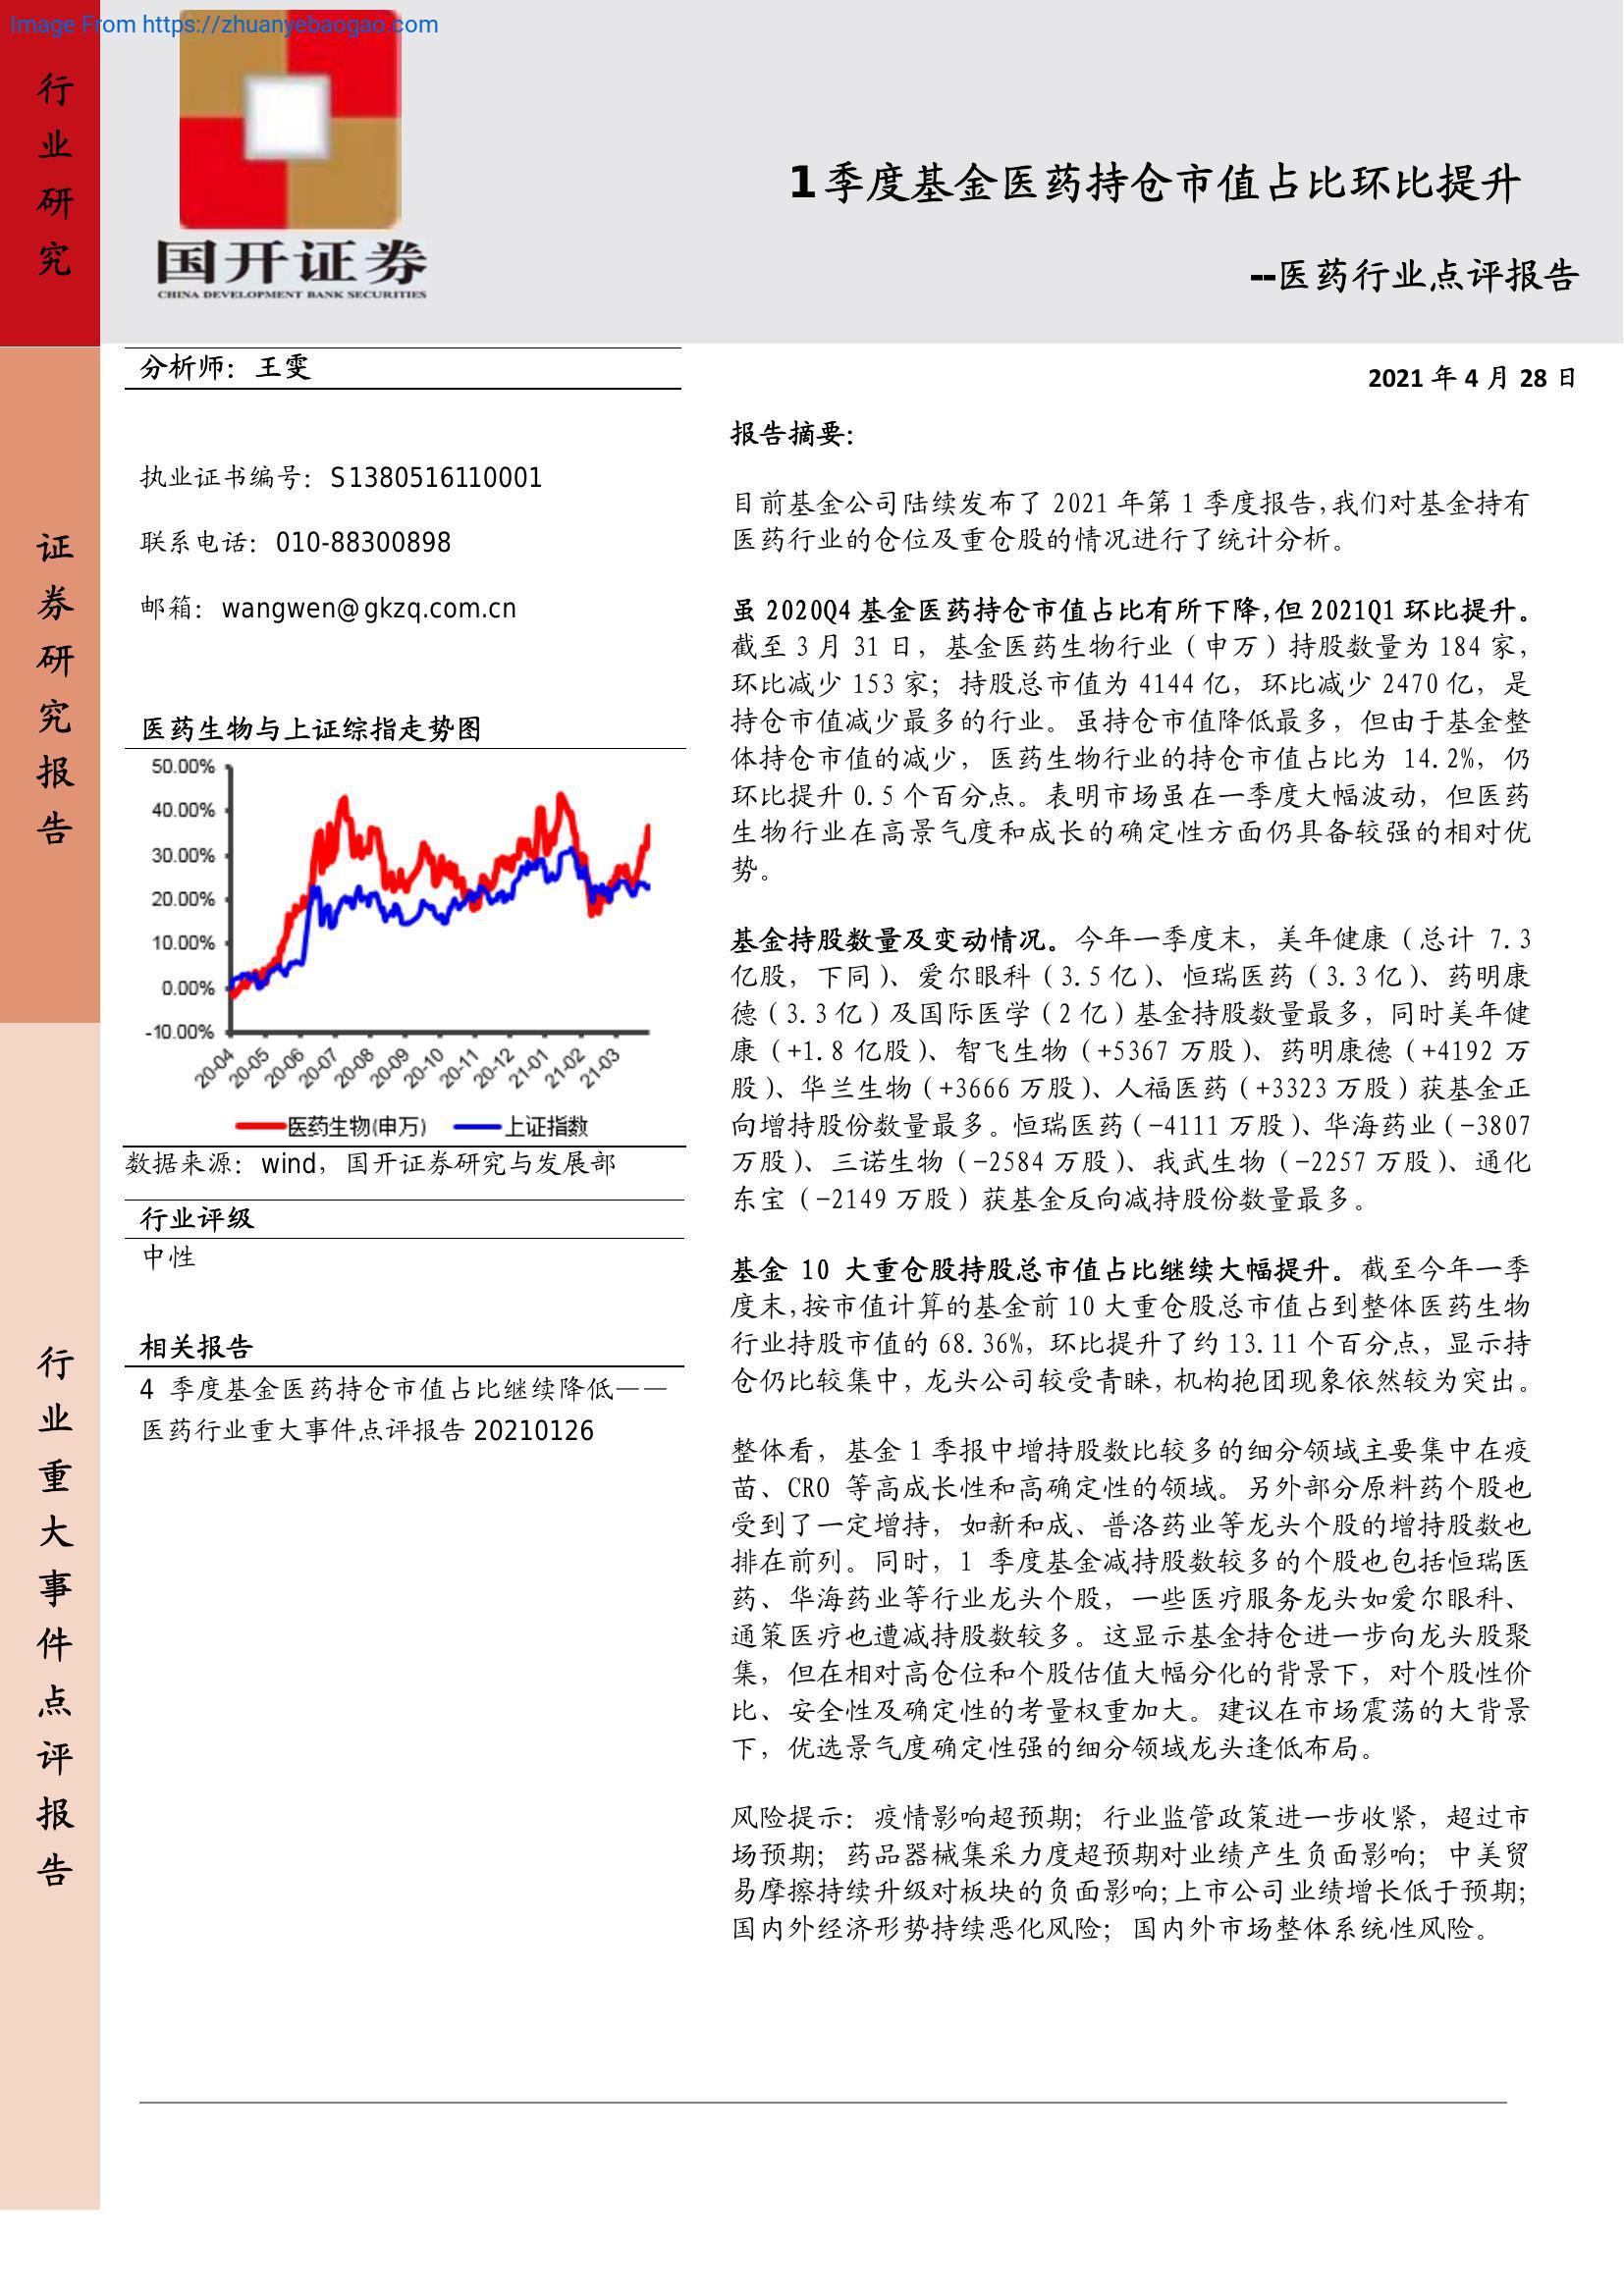 Image From https://zhuanyebaogao.com
行业研究
证券研究报告
行业重大事件点评报告
国开证券
CHINA DEVELOPMENT BANK SECURITIES
1季度基金医药持仓市值占比环比提升
--医药行业点评报告
分析师：王雯
执业证书编号：S1380516110001
联系电话：010-88300898
邮箱：wangwen@gkzq.com.cn
医药生物与上证综指走势图
50.00%
40.00%
30.00%
20.00%
10.00%
0.00%
-10.00%
20-04 20-05 20-06 20-07 20-08 20-09 20-10 20-11 20-12 21-01 21-02 21-03
医药生物(申万) 上证指数
数据来源：wind，国开证券研究与发展部
行业评级
中性
相关报告
4 季度基金医药持仓市值占比继续降低——
医药行业重大事件点评报告 20210126
2021 年 4 月 28 日
报告摘要：
目前基金公司陆续发布了 2021 年第 1 季度报告，我们对基金持有
医药行业的仓位及重仓股的情况进行了统计分析。
虽 2020Q4 基金医药持仓市值占比有所下降，但 2021Q1 环比提升。
截至 3 月 31 日，基金医药生物行业（申万）持股数量为 184 家，
环比减少 153 家；持股总市值为 4144 亿，环比减少 2470 亿，是
持仓市值减少最多的行业。虽持仓市值降低最多，但由于基金整
体持仓市值的减少，医药生物行业的持仓市值占比为 14.2%，仍
环比提升 0.5 个百分点。表明市场虽在一季度大幅波动，但医药
生物行业在高景气度和成长的确定性方面仍具备较强的相对优
势。
基金持股数量及变动情况。今年一季度末，美年健康（总计 7.3
亿股，下同）、爱尔眼科（3.5 亿）、恒瑞医药（3.3 亿）、药明康
德（3.3 亿）及国际医学（2 亿）基金持股数量最多，同时美年健
康（+1.8 亿股）、智飞生物（+5367 万股）、药明康德（+4192 万
股）、华兰生物（+3666 万股）、人福医药（+3323 万股）获基金正
向增持股份数量最多。恒瑞医药（-4111 万股）、华海药业（-3807
万股）、三诺生物（-2584 万股）、我武生物（-2257 万股）、通化
东宝（-2149 万股）获基金反向减持股份数量最多。
基金 10 大重仓股持股总市值占比继续大幅提升。截至今年一季
度末，按市值计算的基金前 10 大重仓股总市值占到整体医药生物
行业持股市值的 68.36%，环比提升了约 13.11 个百分点，显示持
仓仍比较集中，龙头公司较受青睐，机构抱团现象依然较为突出。
整体看，基金 1 季报中增持股数比较多的细分领域主要集中在疫
苗、CRO 等高成长性和高确定性的领域。另外部分原料药个股也
受到了一定增持，如新和成、普洛药业等龙头个股的增持股数也
排在前列。同时，1 季度基金减持股数较多的个股也包括恒瑞医
药、华海药业等行业龙头个股，一些医疗服务龙头如爱尔眼科、
通策医疗也遭减持股数较多。这显示基金持仓进一步向龙头股聚
集，但在相对高仓位和个股估值大幅分化的背景下，对个股性价
比、安全性及确定性的考量权重加大。建议在市场震荡的大背景
下，优选景气度确定性强的细分领域龙头逢低布局。
风险提示：疫情影响超预期；行业监管政策进一步收紧，超过市
场预期；药品器械集采力度超预期对业绩产生负面影响；中美贸
易摩擦持续升级对板块的负面影响；上市公司业绩增长低于预期；
国内外经济形势持续恶化风险；国内外市场整体系统性风险。